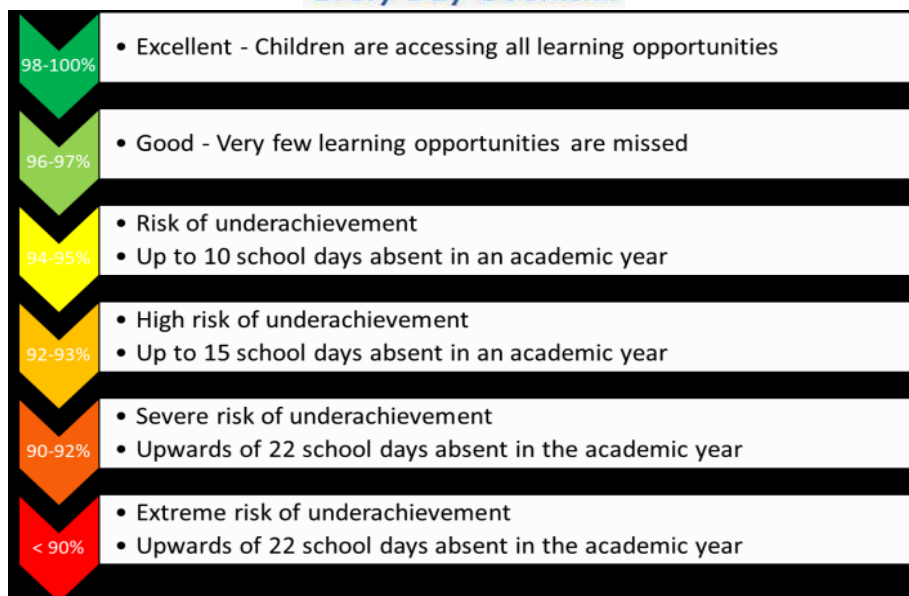 98-100%
• Excellent - Children are accessing all learning opportunities
96-97%
• Good - Very few learning opportunities are missed
94-95%
• Risk of underachievement
• Up to 10 school days absent in an academic year
92-93%
• High risk of underachievement
• Up to 15 school days absent in an academic year
90-92%
• Severe risk of underachievement
• Upwards of 22 school days absent in the academic year
< 90%
• Extreme risk of underachievement
• Upwards of 22 school days absent in the academic year